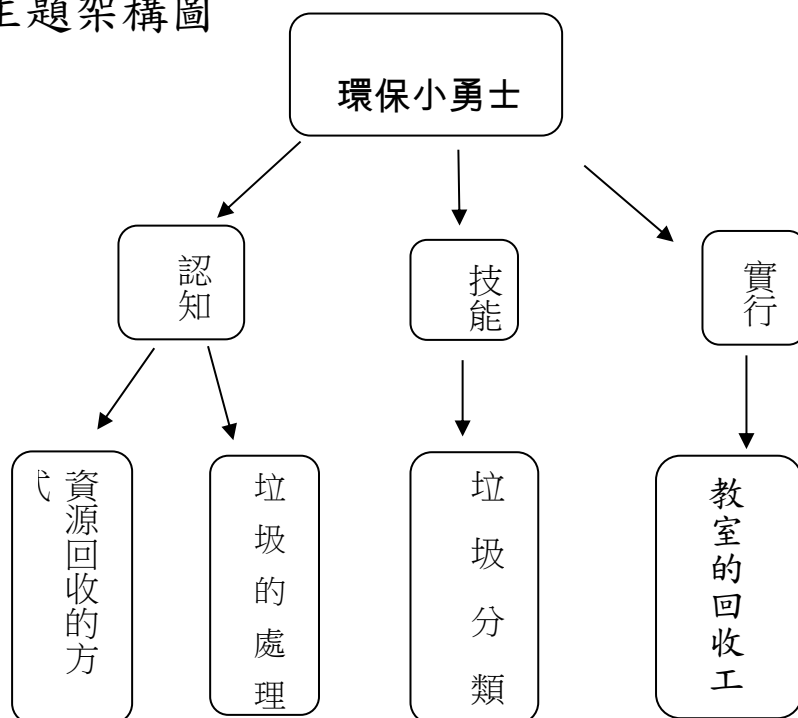 主題架構圖
環保小勇士
認知
技能
實行
資源回收的方
式
垃圾的處理
垃圾分類
教室的回收工